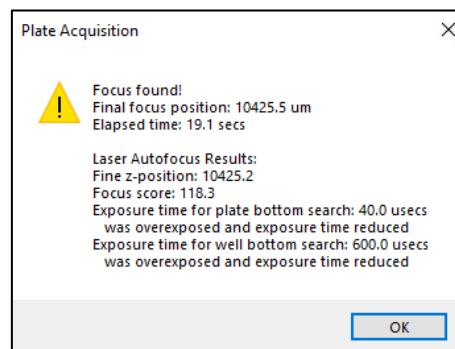 Plate Acquisition
Focus found!
Final focus position: 10425.5 um
Elapsed time: 19.1 secs
Laser Autofocus Results:
Fine z-position: 10425.2
Focus score: 118.3
Exposure time for plate bottom search: 40.0 usecs
was overexposed and exposure time reduced
Exposure time for well bottom search: 600.0 usecs
was overexposed and exposure time reduced
OK